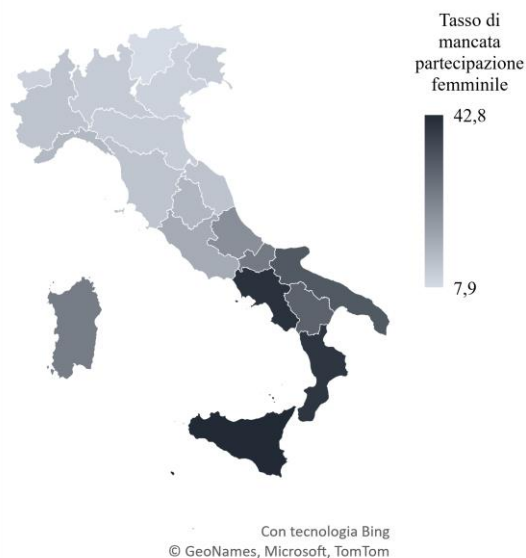 Tasso di
mancata
partecipazione
femminile
42,8
7,9
Con tecnologia Bing
© GeoNames, Microsoft, TomTom